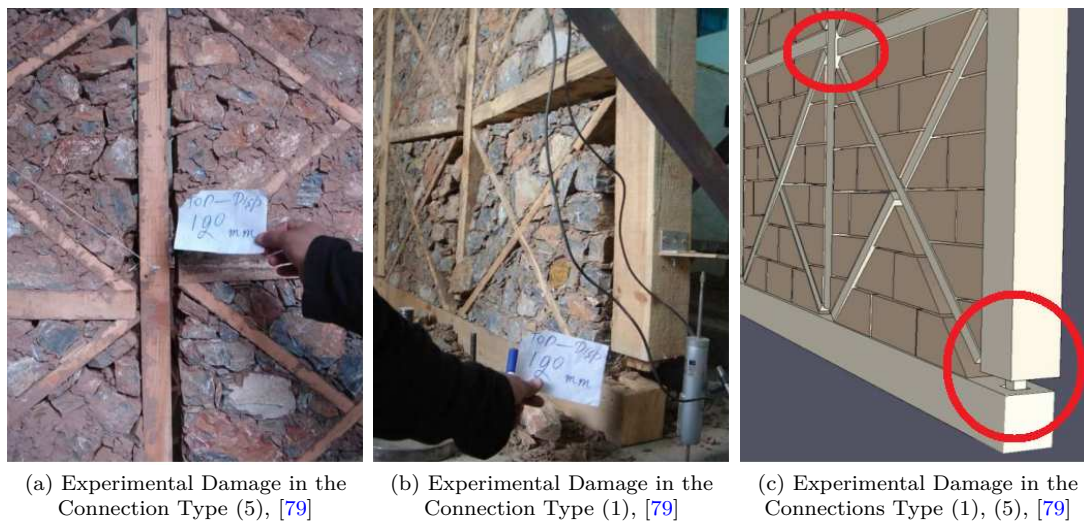 Top-Disp
120
mm
Top-Disp
120
mm
(a) Experimental Damage in the
Connection Type (5), [79]
(b) Experimental Damage in the
Connection Type (1), [79]
(c) Experimental Damage in the
Connections Type (1), (5), [79]